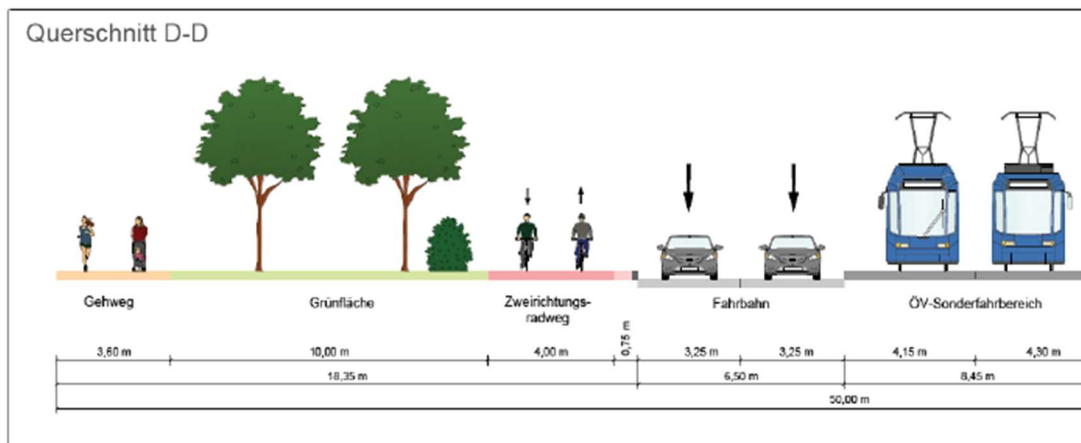 Querschnitt D-D
Gehweg
Grünfläche
Zweirichtungs-
radweg
Fahrbahn
ÖV-Sonderfahrbereich
3,60 m
10,00 m
4,00 m
0,75 m
3,25 m
3,25 m
4,15 m
4,30 m
18,35 m
6,50 m
8,45 m
50,00 m